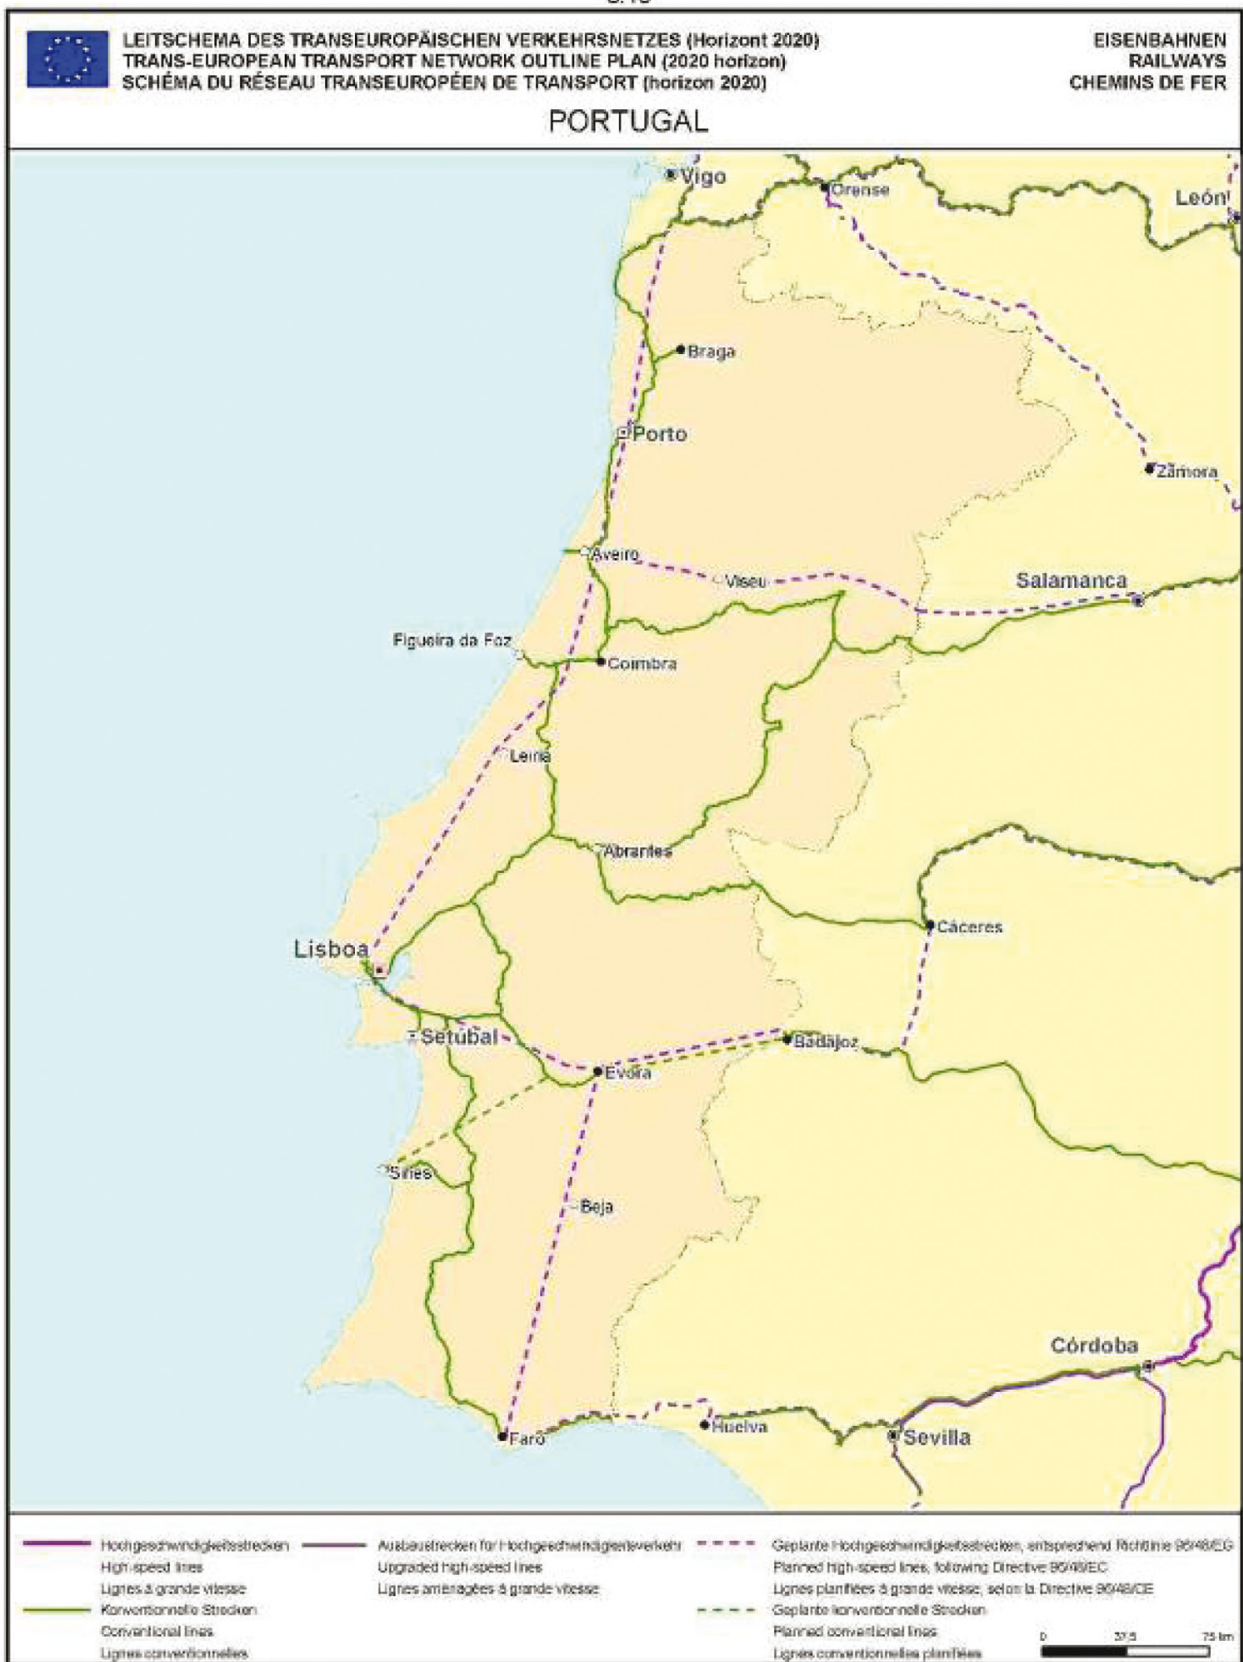 LEITSCHEMA DES TRANSEUROPÄISCHEN VERKEHRSNETZES (Horizont 2020)
TRANS-EUROPEAN TRANSPORT NETWORK OUTLINE PLAN (2020 horizon)
SCHÉMA DU RÉSEAU TRANSEUROPÉEN DE TRANSPORT (horizon 2020)
EISENBAHNEN
RAILWAYS
CHEMINS DE FER
PORTUGAL
Vigo
Orense
León
Braga
Porto
Zamora
Aveiro
Viseu
Salamanca
Figueira da Foz
Coimbra
Leiria
Abrantes
Cáceres
Lisboa
Setúbal
Badajoz
Evora
Sines
Beja
Córdoba
Faro
Huelva
Sevilla
Hochgeschwindigkeitsstrecken
High-speed lines
Lignes à grande vitesse
Konventionnelle Strecken
Conventional lines
Lignes conventionnelles
Ausbaustrecken für Hochgeschwindigkeitsverkehr
Upgraded high-speed lines
Lignes aménagées à grande vitesse
Geplante Hochgeschwindigkeitsstrecken, entsprechend Richtlinie 96/48/EG
Planned high-speed lines, following Directive 96/48/EC
Lignes planifiées à grande vitesse, selon la Directive 96/48/CE
Geplante konventionelle Strecken
Planned conventional lines
Lignes conventionnelles planifiées
0 37,5 75 km